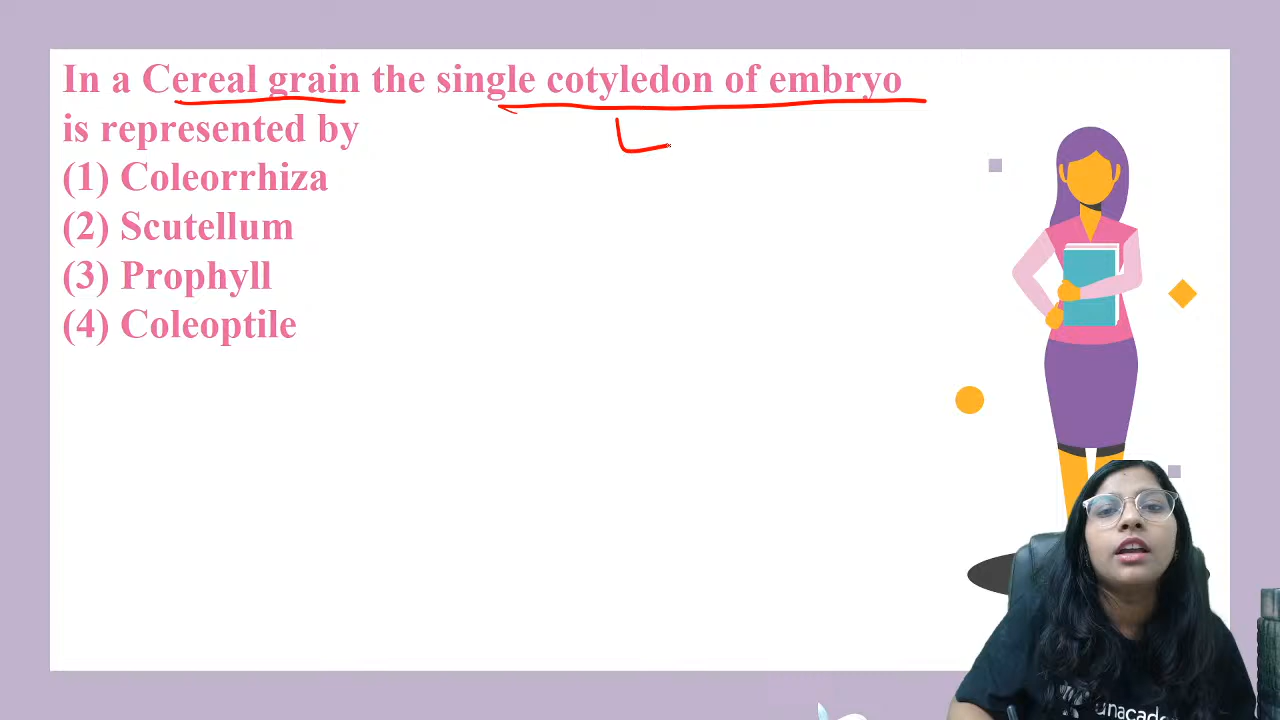 In a Cereal grain the single cotyledon of embryo
is represented by
(1) Coleorrhiza
(2) Scutellum
(3) Prophyll
(4) Coleoptile